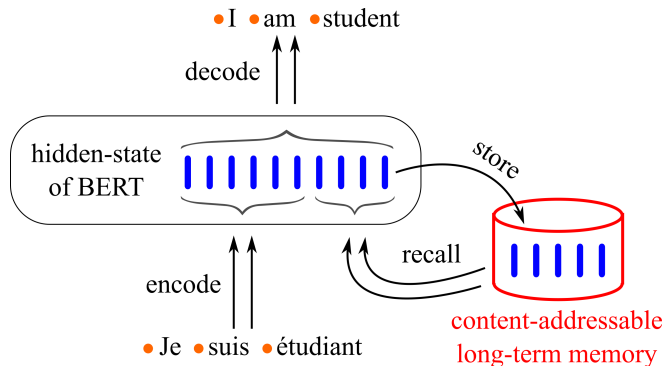 • I • am • student
decode
hidden-state
of BERT
store
recall
encode
content-addressable
long-term memory
• Je • suis • étudiant